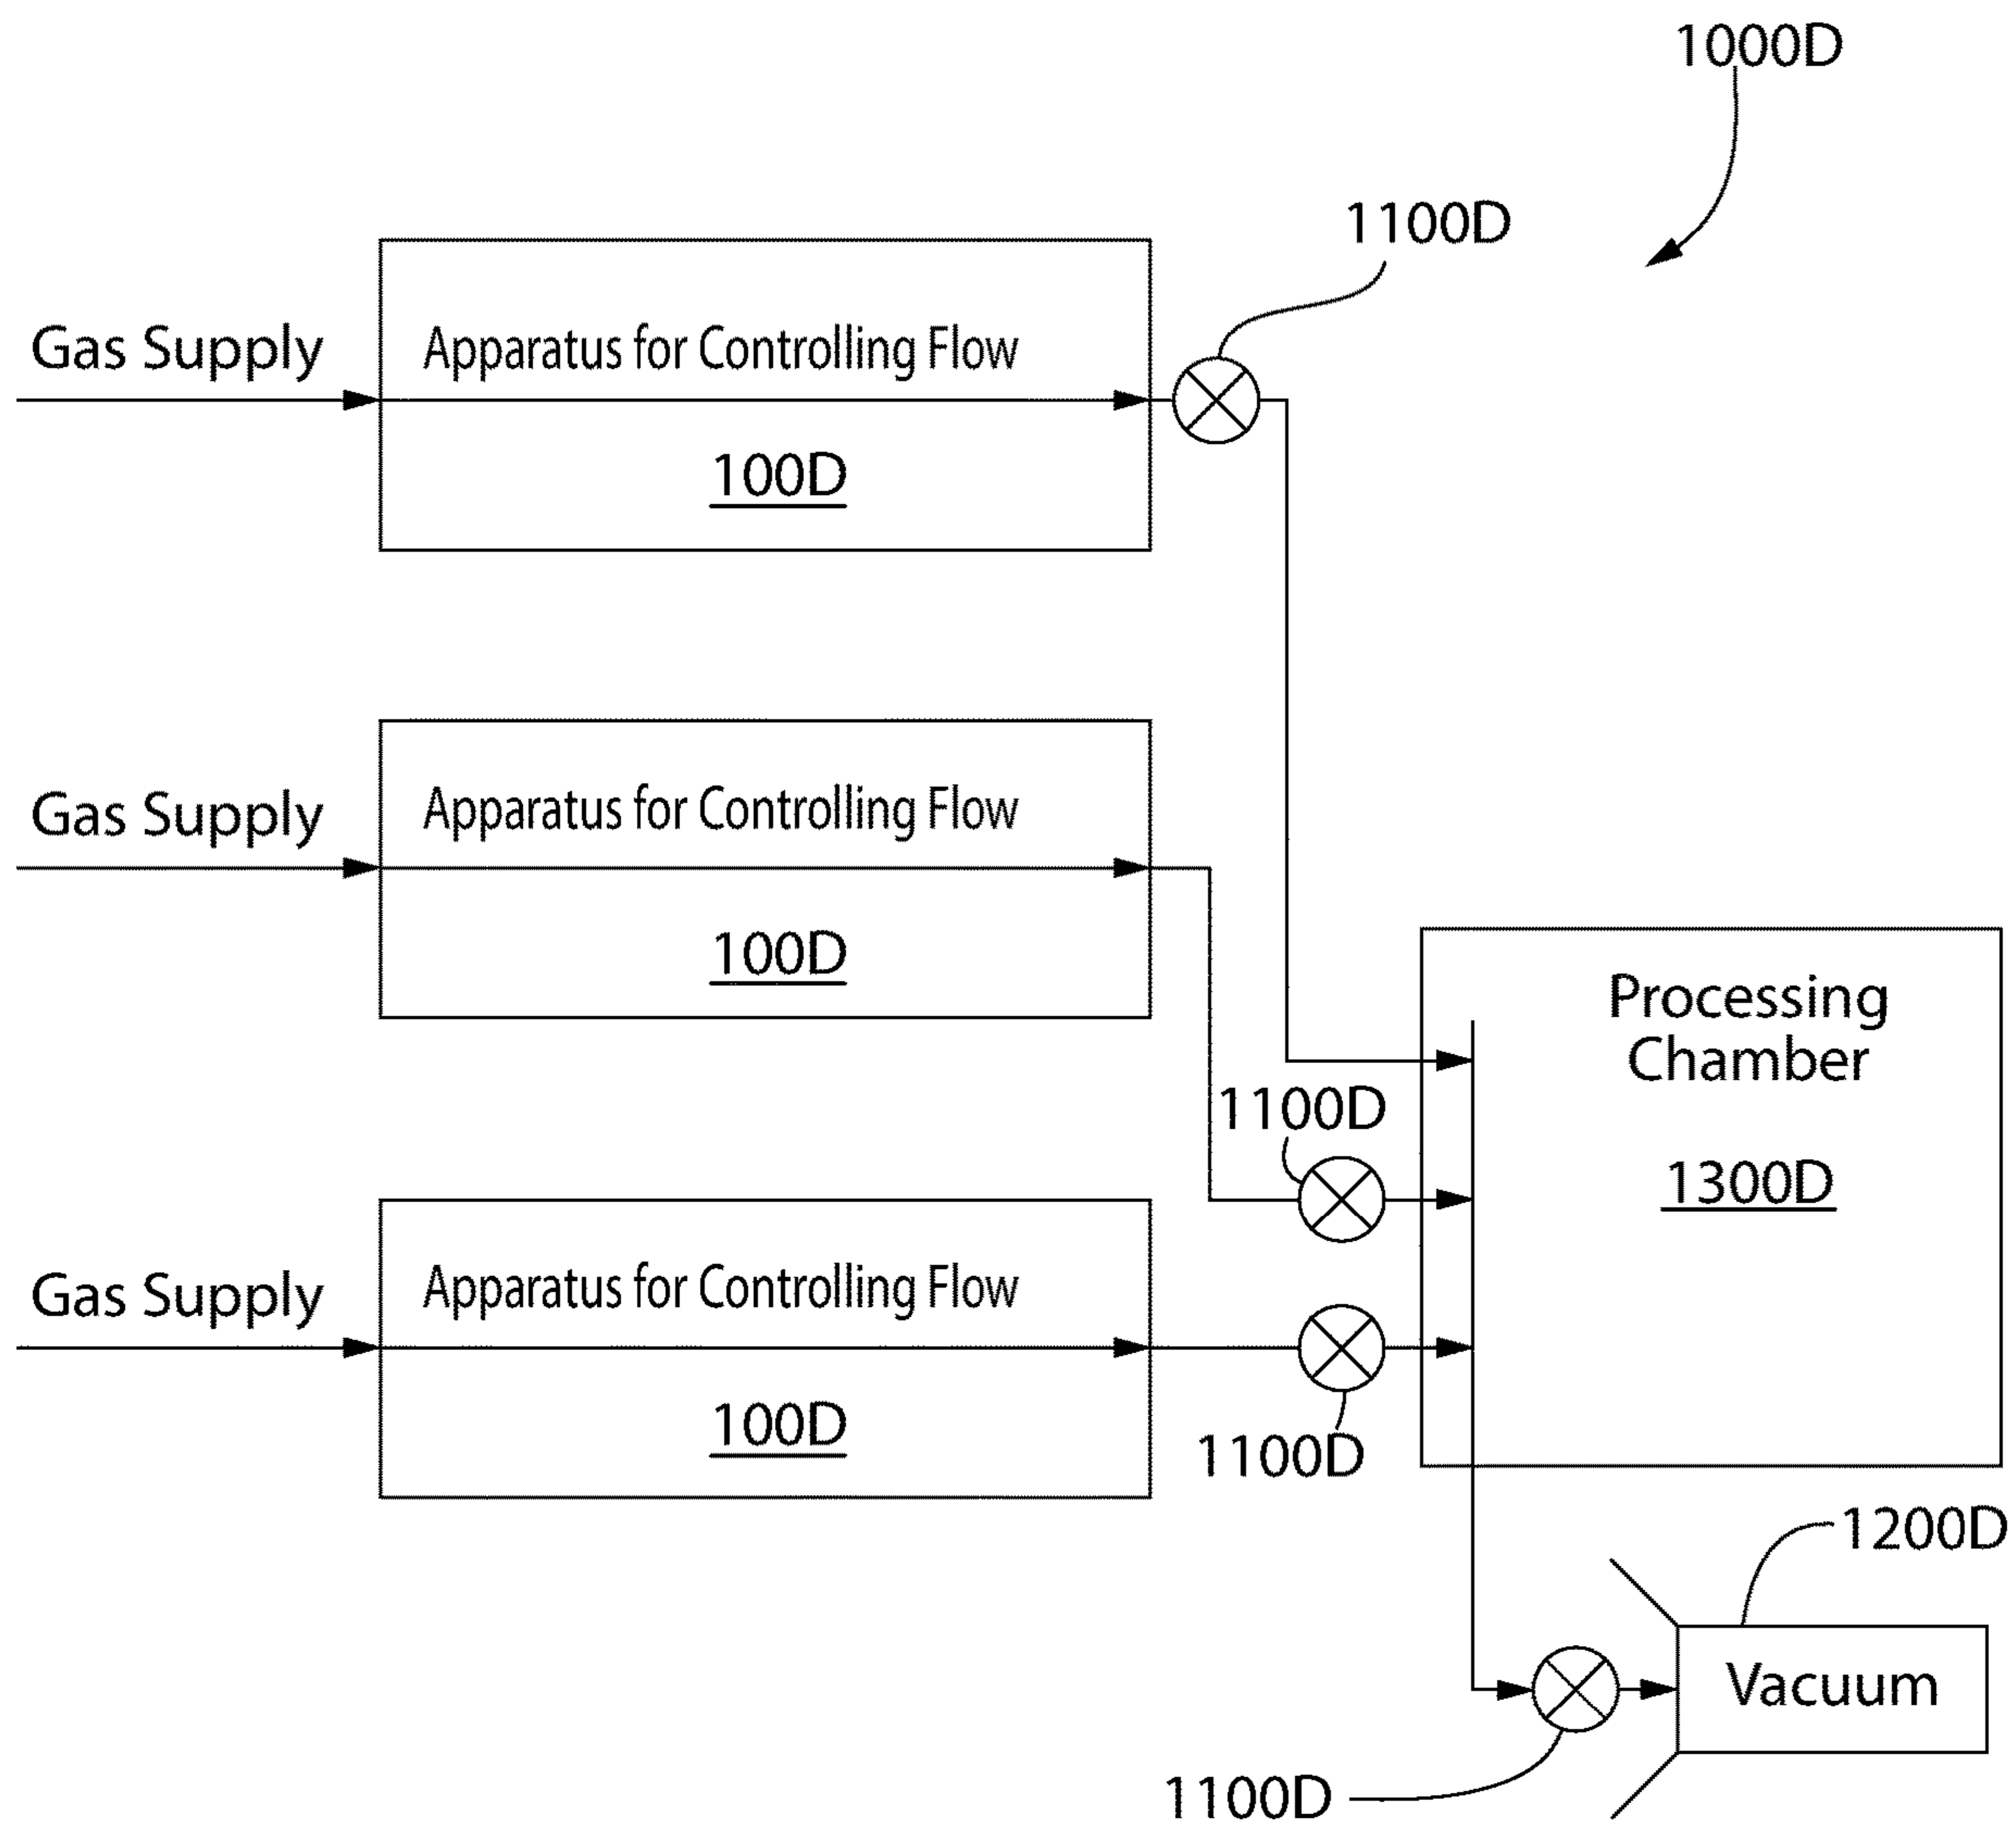 1000D
1100D
Gas Supply
Apparatus for Controlling Flow
100D
Gas Supply
Apparatus for Controlling Flow
100D
Processing
Chamber
1100D
1300D
Gas Supply
Apparatus for Controlling Flow
100D
1100D
1200D
Vacuum
1100D